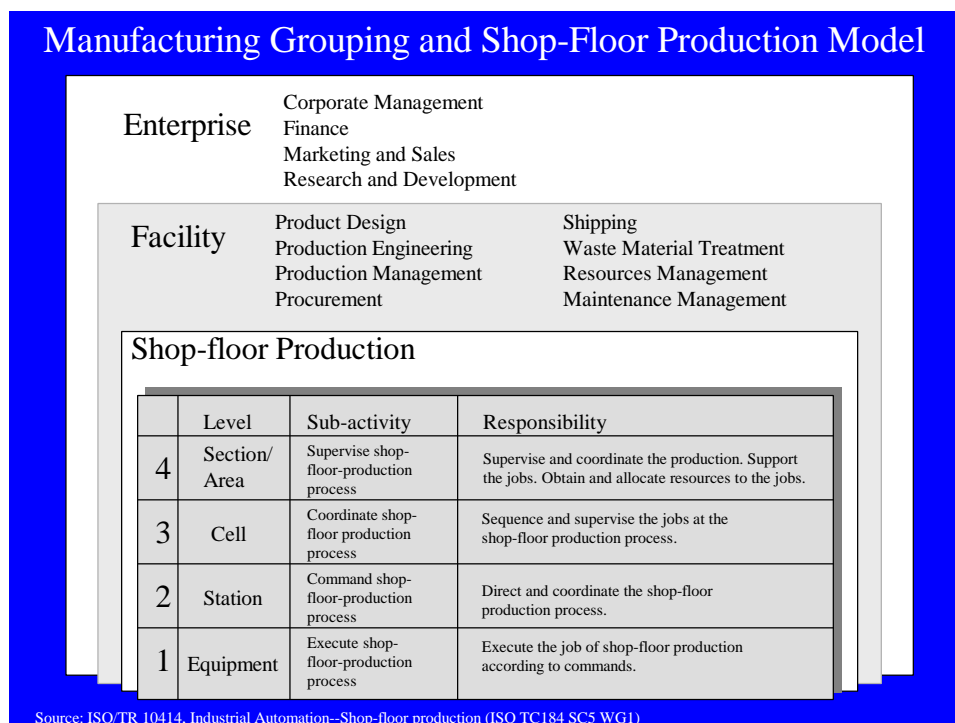 Manufacturing Grouping and Shop-Floor Production Model
Enterprise
Corporate Management
Finance
Marketing and Sales
Research and Development
Facility
Product Design
Production Engineering
Production Management
Procurement
Shipping
Waste Material Treatment
Resources Management
Maintenance Management
Shop-floor Production
Level
Sub-activity
Responsibility
4
Section/
Area
Supervise shop-
floor-production
process
Supervise and coordinate the production. Support
the jobs. Obtain and allocate resources to the jobs.
3
Cell
Coordinate shop-
floor production
process
Sequence and supervise the jobs at the
shop-floor production process.
2
Station
Command shop-
floor-production
process
Direct and coordinate the shop-floor
production process.
1
Equipment
Execute shop-
floor-production
process
Execute the job of shop-floor production
according to commands.
Source: ISO/TR 10414, Industrial Automation--Shop-floor production (ISO TC184 SC5 WG1)